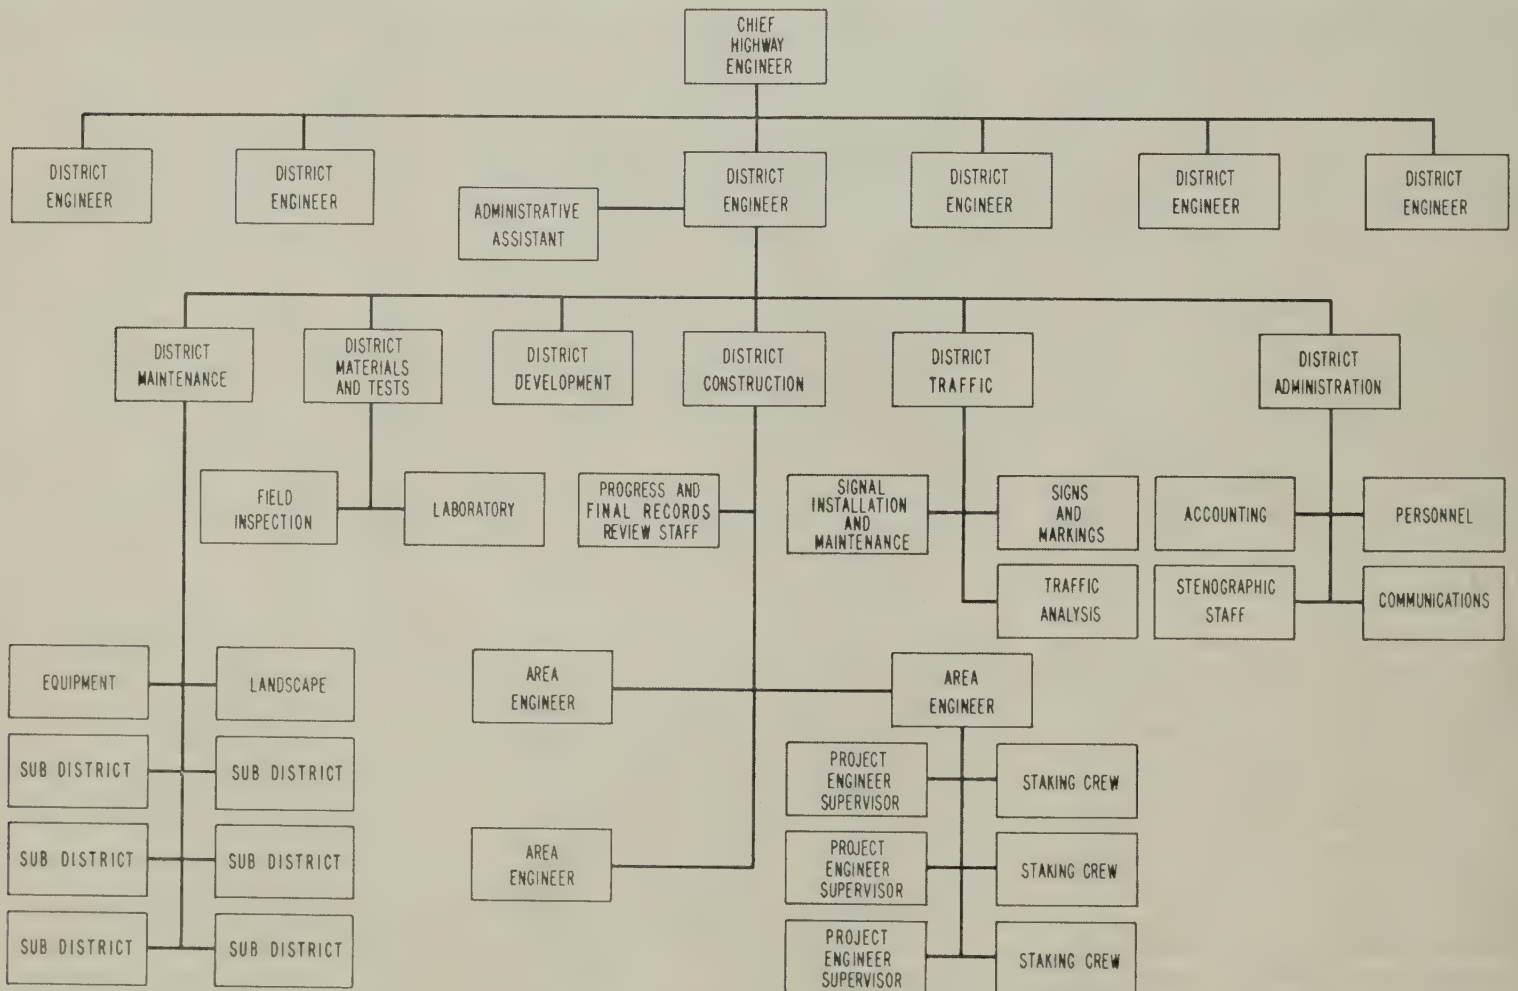 CHIEF
HIGHWAY
ENGINEER
DISTRICT
ENGINEER
DISTRICT
ENGINEER
DISTRICT
ENGINEER
DISTRICT
ENGINEER
DISTRICT
ENGINEER
DISTRICT
ENGINEER
ADMINISTRATIVE
ASSISTANT
DISTRICT
MAINTENANCE
DISTRICT
MATERIALS
AND TESTS
DISTRICT
DEVELOPMENT
DISTRICT
CONSTRUCTION
DISTRICT
TRAFFIC
DISTRICT
ADMINISTRATION
FIELD
INSPECTION
LABORATORY
PROGRESS AND
FINAL RECORDS
REVIEW STAFF
SIGNAL
INSTALLATION
AND
MAINTENANCE
SIGNS
AND
MARKINGS
ACCOUNTING
PERSONNEL
TRAFFIC
ANALYSIS
STENOGRAPHIC
STAFF
COMMUNICATIONS
EQUIPMENT
LANDSCAPE
AREA
ENGINEER
AREA
ENGINEER
SUB DISTRICT
SUB DISTRICT
PROJECT
ENGINEER
SUPERVISOR
STAKING CREW
SUB DISTRICT
SUB DISTRICT
AREA
ENGINEER
PROJECT
ENGINEER
SUPERVISOR
STAKING CREW
SUB DISTRICT
SUB DISTRICT
PROJECT
ENGINEER
SUPERVISOR
STAKING CREW